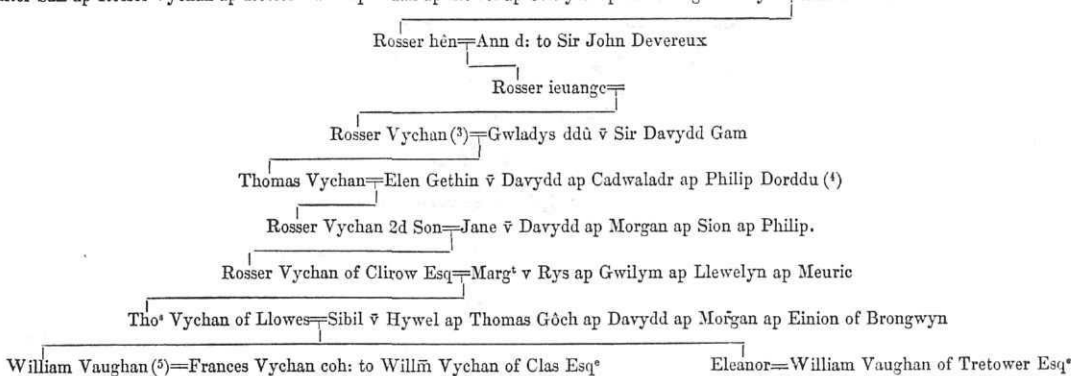 Rosser hên=Ann d: to Sir John Devereux
Rosser ieuangc=
Rosser Vychan (³)=Gwladys ddû v̄ Sir Davydd Gam
Thomas Vychan=Elen Gethin v̄ Davydd ap Cadwaladr ap Philip Dorddu (⁴)
Rosser Vychan 2d Son=Jane v̄ Davydd ap Morgan ap Sion ap Philip.
Rosser Vychan of Clirow Esq=Margᵗ v Rys ap Gwilym ap Llewelyn ap Meuric
Thoˢ Vychan of Llowes=Sibil v̄ Hywel ap Thomas Gôch ap Davydd ap Morgan ap Einion of Brongwyn
William Vaughan (⁵)=Frances Vychan coh: to Willm̄ Vychan of Clas Esqᵉ Eleanor=William Vaughan of Tretower Esqᵉ